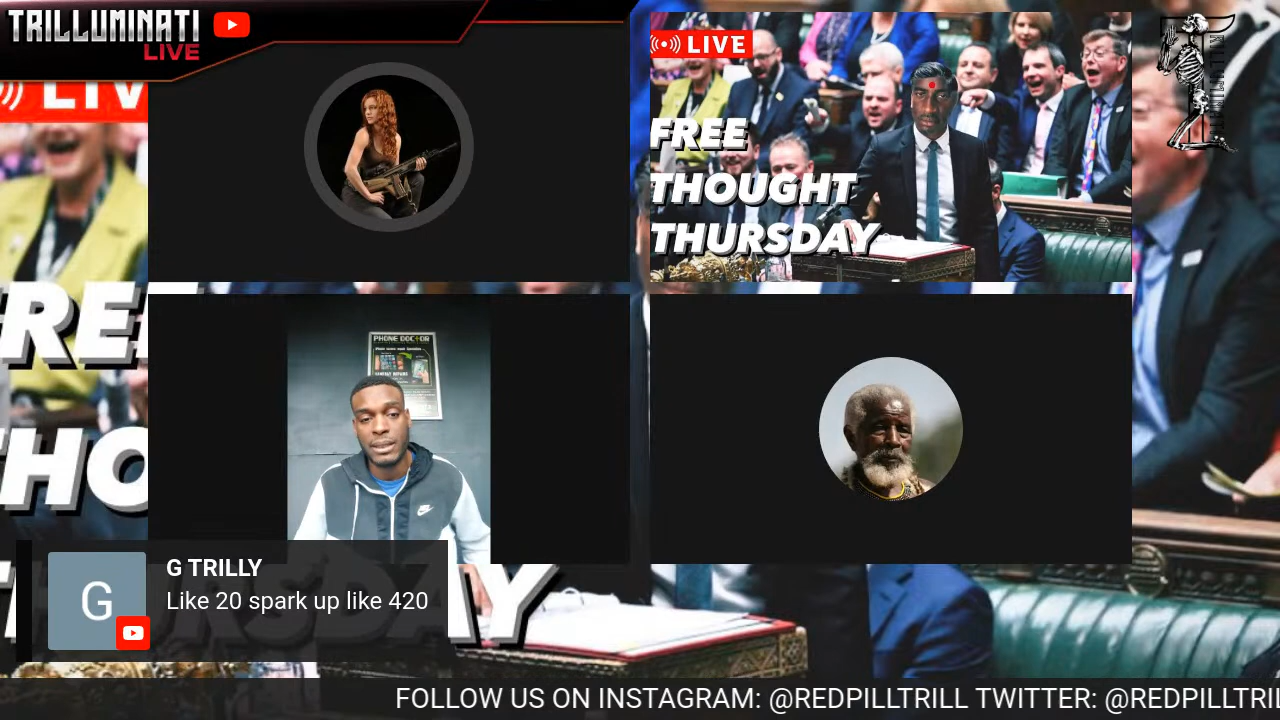 TRILLUMINATI
LIVE
LIVE
FREE
THOUGHT
THURSDAY
PHONE DOCTOR
G
G TRILLY
Like 20 spark up like 420
FOLLOW US ON INSTAGRAM: @REDPILLTRILL TWITTER: @REDPILLTRIL